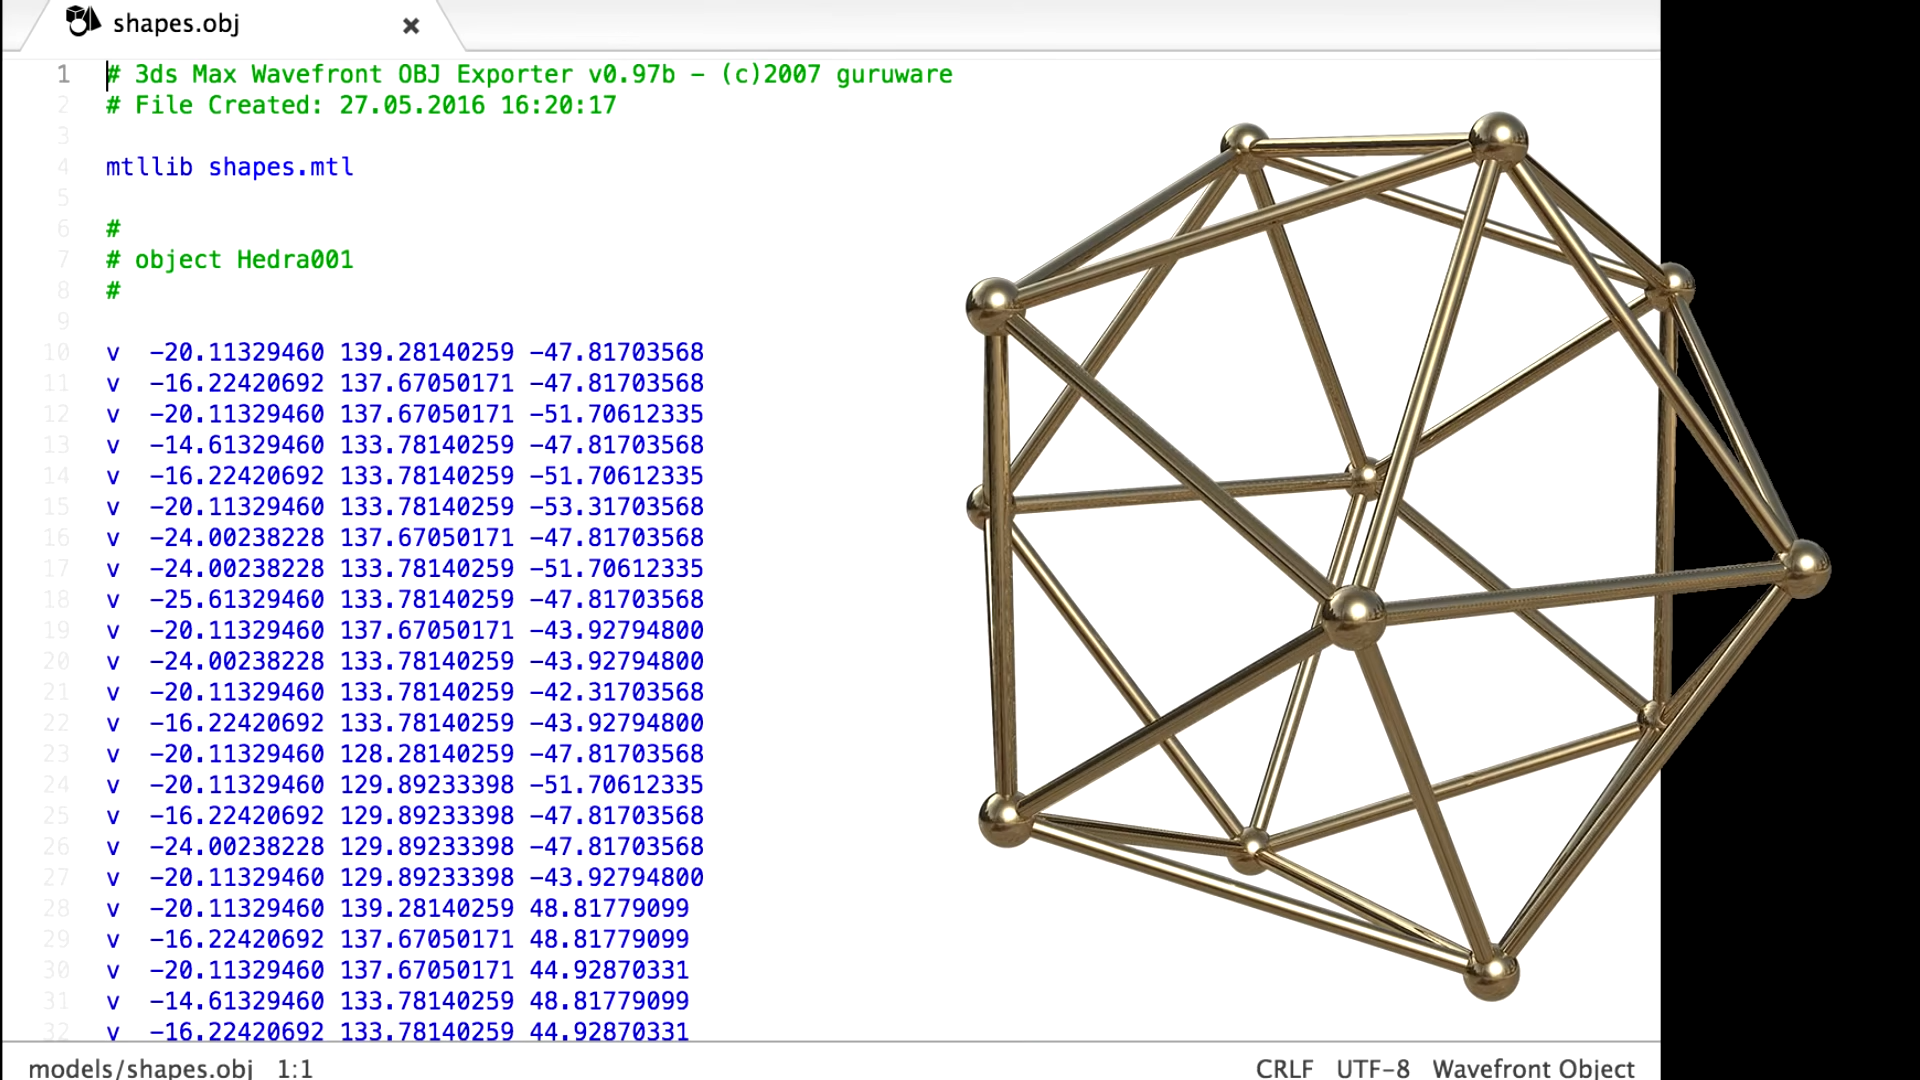 shapes.obj
1 # 3ds Max Wavefront OBJ Exporter v0.97b - (c)2007 guruware
2 # File Created: 27.05.2016 16:20:17
3
4 mtllib shapes.mtl
5
6 #
7 # object Hedra001
8 #
9
10 v  -20.11329460 139.28140259 -47.81703568
11 v  -16.22420692 137.67050171 -47.81703568
12 v  -20.11329460 137.67050171 -51.70612335
13 v  -14.61329460 133.78140259 -47.81703568
14 v  -16.22420692 133.78140259 -51.70612335
15 v  -20.11329460 133.78140259 -53.31703568
16 v  -24.00238228 137.67050171 -47.81703568
17 v  -24.00238228 133.78140259 -51.70612335
18 v  -25.61329460 133.78140259 -47.81703568
19 v  -20.11329460 137.67050171 -43.92794800
20 v  -24.00238228 133.78140259 -43.92794800
21 v  -20.11329460 133.78140259 -42.31703568
22 v  -16.22420692 133.78140259 -43.92794800
23 v  -20.11329460 128.28140259 -47.81703568
24 v  -20.11329460 129.89233398 -51.70612335
25 v  -16.22420692 129.89233398 -47.81703568
26 v  -24.00238228 129.89233398 -47.81703568
27 v  -20.11329460 129.89233398 -43.92794800
28 v  -20.11329460 139.28140259 48.81779099
29 v  -16.22420692 137.67050171 48.81779099
30 v  -20.11329460 137.67050171 44.92870331
31 v  -14.61329460 133.78140259 48.81779099
32 v  -16.22420692 133.78140259 44.92870331
models/shapes.obj 1:1 CRLF UTF-8 Wavefront Object